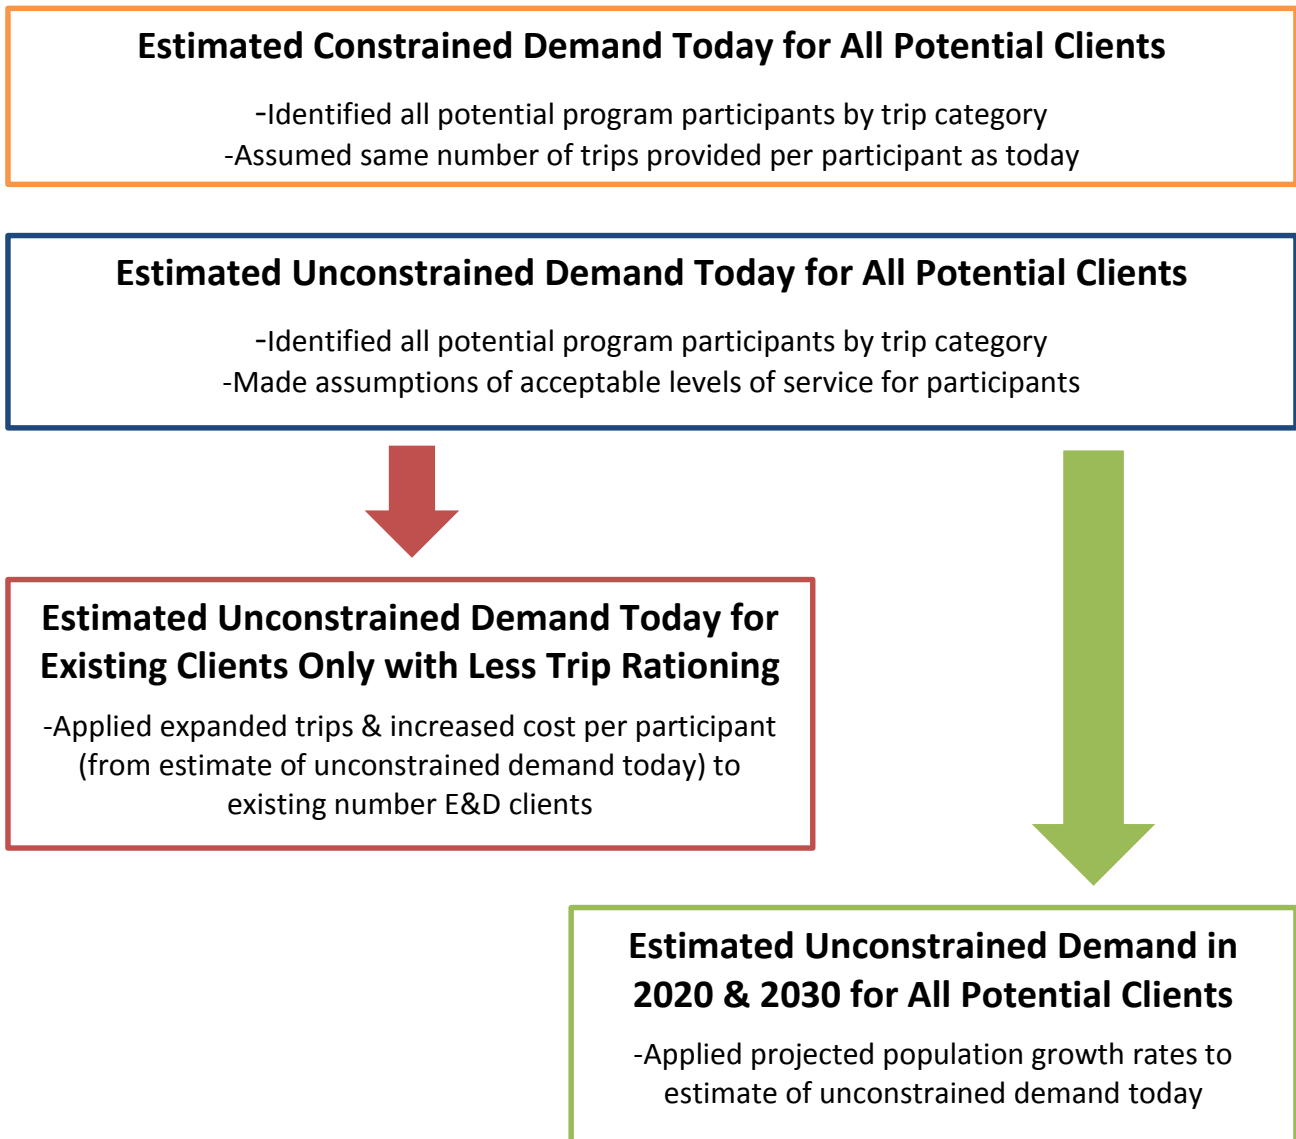 Estimated Constrained Demand Today for All Potential Clients
-Identified all potential program participants by trip category
-Assumed same number of trips provided per participant as today
Estimated Unconstrained Demand Today for All Potential Clients
-Identified all potential program participants by trip category
-Made assumptions of acceptable levels of service for participants
Estimated Unconstrained Demand Today for
Existing Clients Only with Less Trip Rationing
-Applied expanded trips & increased cost per participant
(from estimate of unconstrained demand today) to
existing number E&D clients
Estimated Unconstrained Demand in
2020 & 2030 for All Potential Clients
-Applied projected population growth rates to
estimate of unconstrained demand today